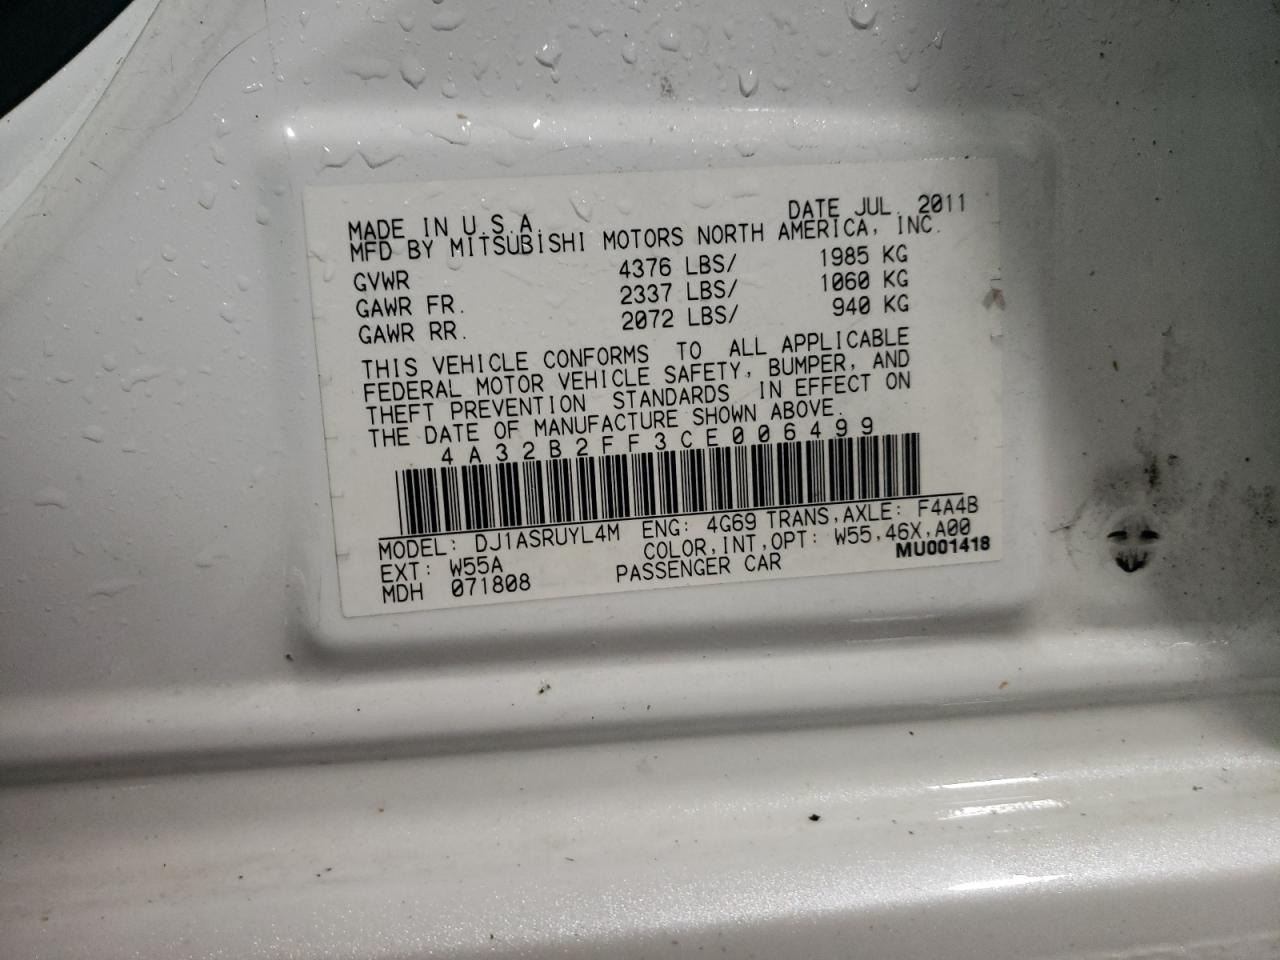 DATE JUL. 2011
MADE IN U.S.A.
MFD BY MITSUBISHI MOTORS NORTH AMERICA, INC.
GVWR 4376 LBS/ 1985 KG
GAWR FR. 2337 LBS/ 1060 KG
GAWR RR. 2072 LBS/ 940 KG
THIS VEHICLE CONFORMS TO ALL APPLICABLE
FEDERAL MOTOR VEHICLE SAFETY, BUMPER, AND
THEFT PREVENTION STANDARDS IN EFFECT ON
THE DATE OF MANUFACTURE SHOWN ABOVE.
4A32B2FF3CE006499
MODEL: DJ1ASRUYL4M ENG: 4G69 TRANS,AXLE: F4A4B
EXT: W55A COLOR,INT,OPT: W55,46X,A00
MDH 071808 PASSENGER CAR MU001418